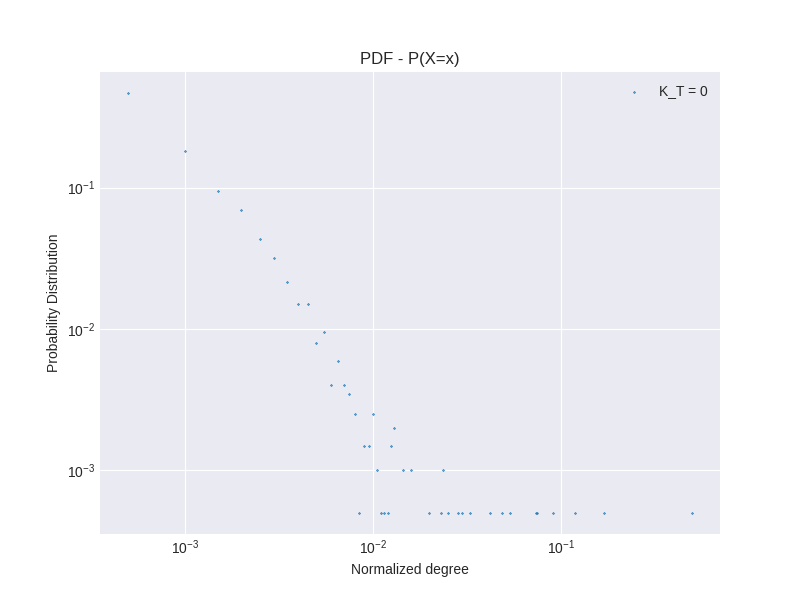 PDF - P(X=x)
K_T = 0
10⁻¹
10⁻²
10⁻³
Probability Distribution
10⁻³
10⁻²
10⁻¹
Normalized degree